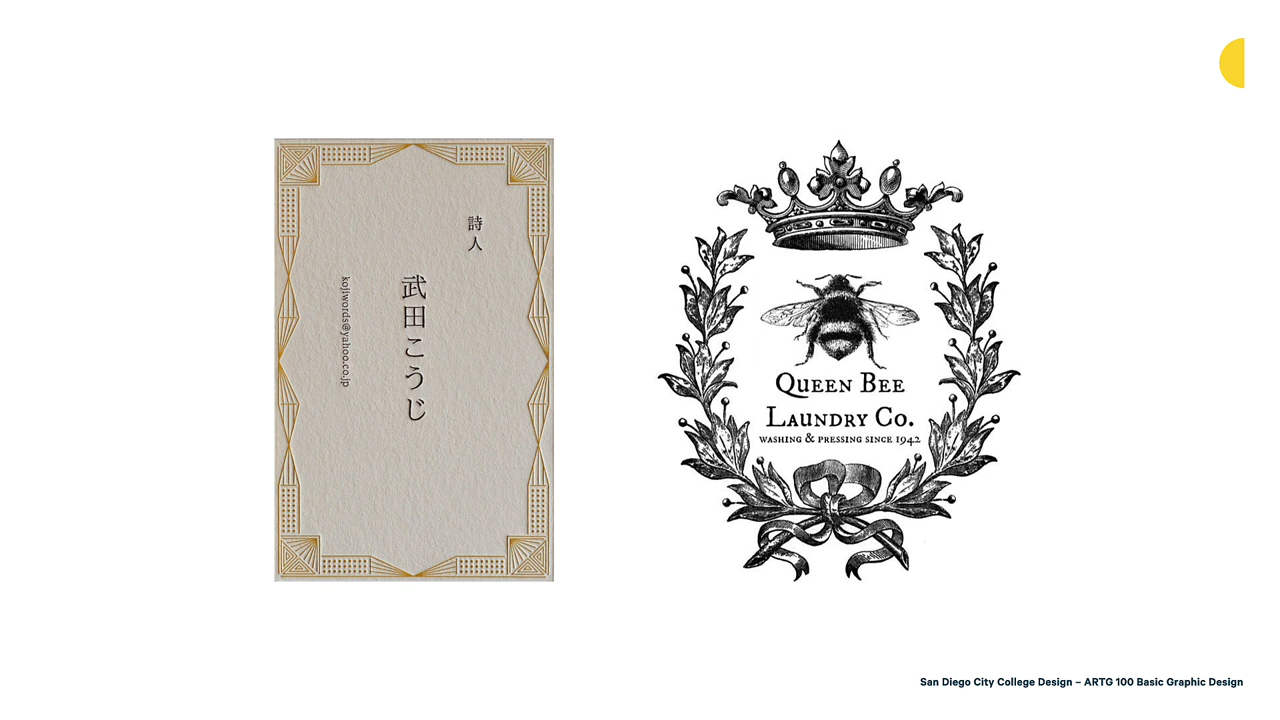 詩人
武田こうじ
kojiwords@yahoo.co.jp
QUEEN BEE
LAUNDRY CO.
WASHING & PRESSING SINCE 1942
San Diego City College Design – ARTG 100 Basic Graphic Design